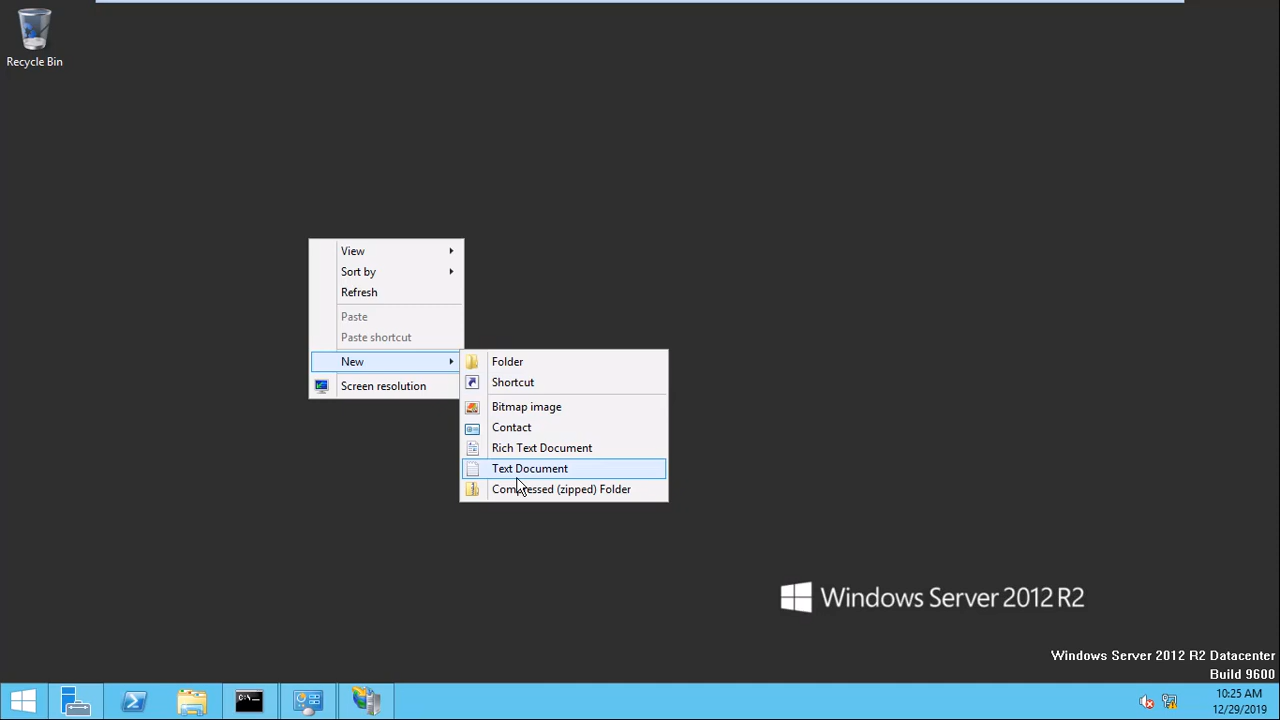 Recycle Bin
View
Sort by
Refresh
Paste
Paste shortcut
New
Screen resolution
Folder
Shortcut
Bitmap image
Contact
Rich Text Document
Text Document
Compressed (zipped) Folder
Windows Server 2012 R2
Windows Server 2012 R2 Datacenter
Build 9600
C:\
10:25 AM
12/29/2019